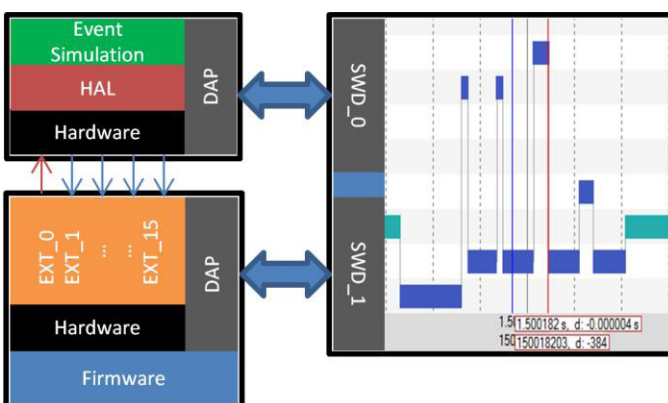 Event
Simulation
HAL
Hardware
DAP
SWD_0
EXT_0
EXT_1
...
...
EXT_15
DAP
SWD_1
Hardware
Firmware
1.500182 s, d: -0.000004 s
150018203, d: -384